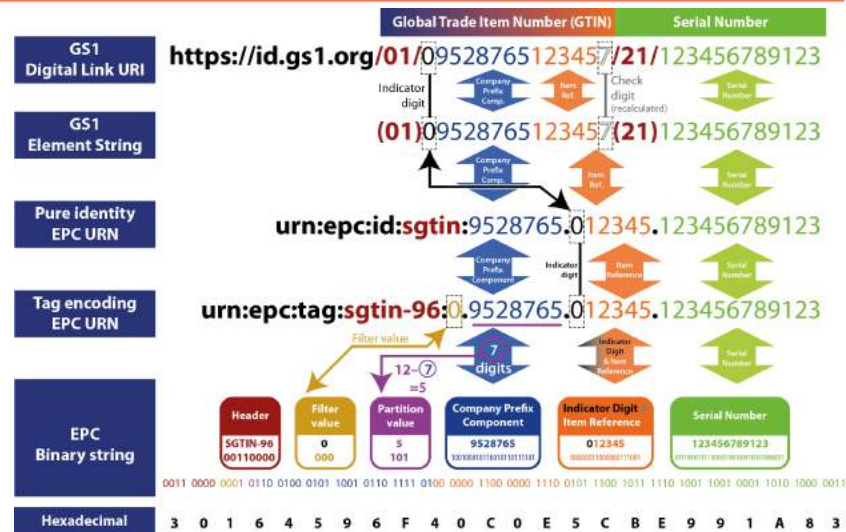 Global Trade Item Number (GTIN) Serial Number
GS1
Digital Link URI
https://id.gs1.org/01/09528765123457/21/123456789123
Indicator
digit
Company
Prefix
Comp.
Item
Ref.
Check
digit
(recalculated)
Serial
Number
GS1
Element String
(01)09528765123457(21)123456789123
Company
Prefix
Comp.
Item
Ref.
Serial
Number
Pure identity
EPC URN
urn:epc:id:sgtin:9528765.012345.123456789123
Company
Prefix
Component
Indicator
digit
Item
Reference
Serial
Number
Tag encoding
EPC URN
urn:epc:tag:sgtin-96:0.9528765.012345.123456789123
Filter value
12-7
=5
7
digits
Indicator
Digit
& Item
Reference
Serial
Number
EPC
Binary string
Header
SGTIN-96
00110000
Filter
value
0
000
Partition
value
5
101
Company Prefix
Component
9528765
Indicator Digit
Item Reference
012345
Serial Number
123456789123
0011 0000 0001 0110 0100 0101 1001 0110 1111 0100 0000 1100 0000 1110 0101 1100 1011 1110 1001 1001 0001 1010 1000 0011
Hexadecimal
3 0 1 6 4 5 9 6 F 4 0 C 0 E 5 C B E 9 9 1 A 8 3